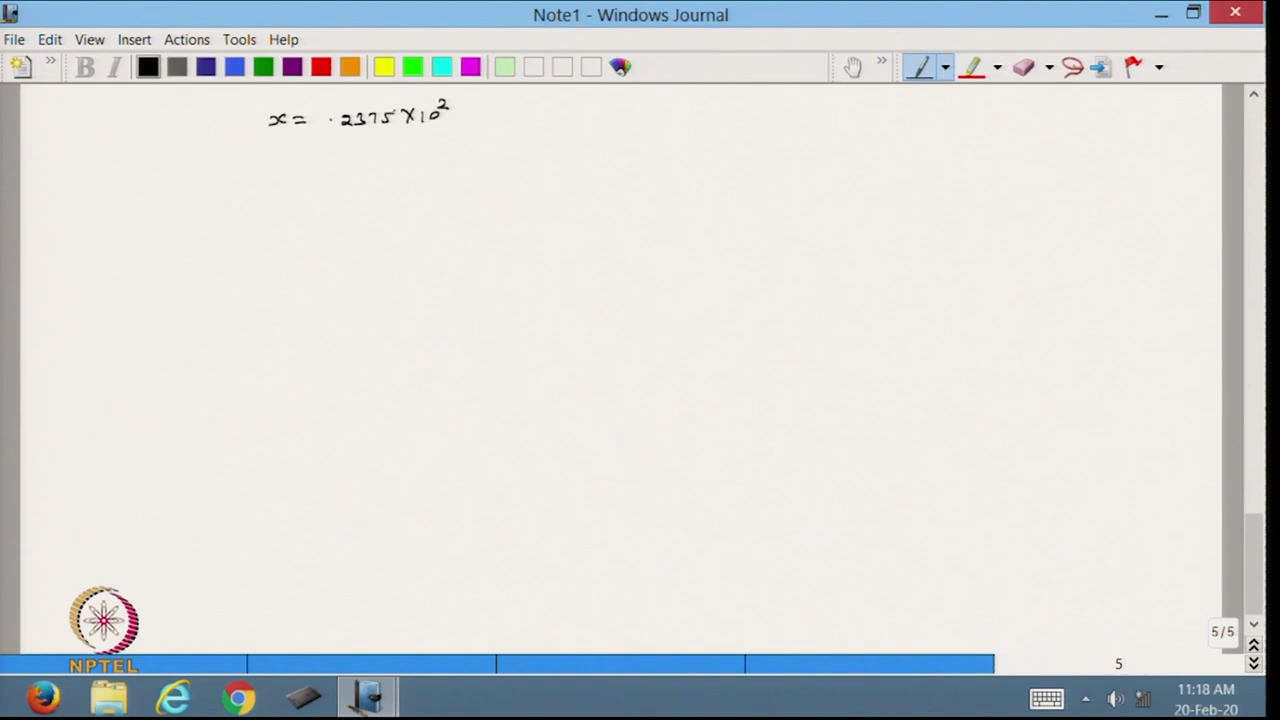 Note1 - Windows Journal
File Edit View Insert Actions Tools Help
» B I » 
x = .2375 × 10²
5/5
NPTEL
5
11:18 AM
20-Feb-20